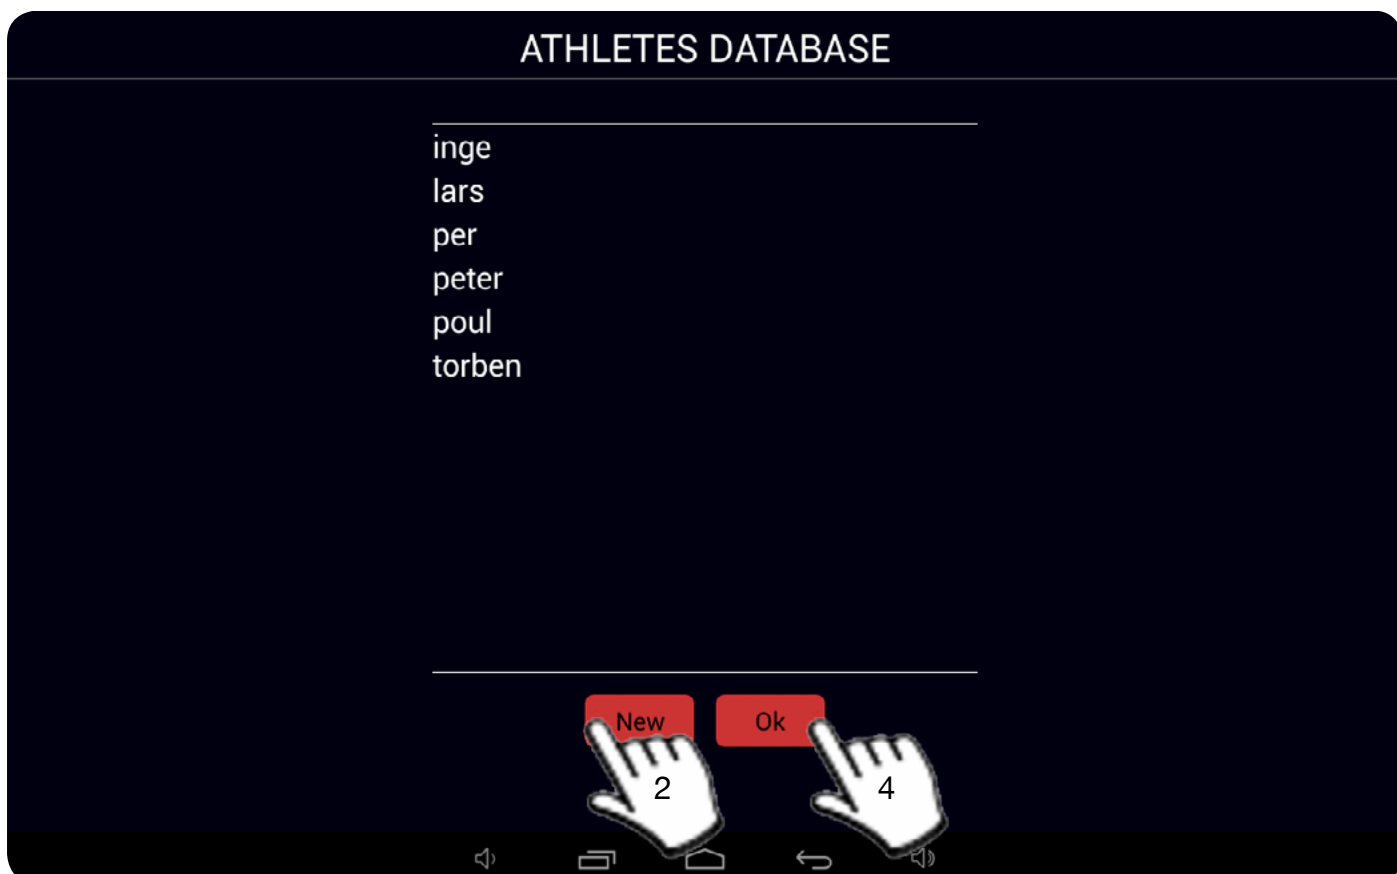 ATHLETES DATABASE
inge
lars
per
peter
poul
torben
New Ok
2 4